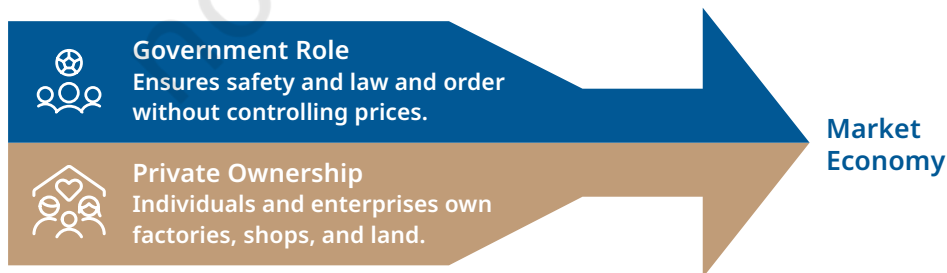 Government Role
Ensures safety and law and order
without controlling prices.
Private Ownership
Individuals and enterprises own
factories, shops, and land.
Market
Economy